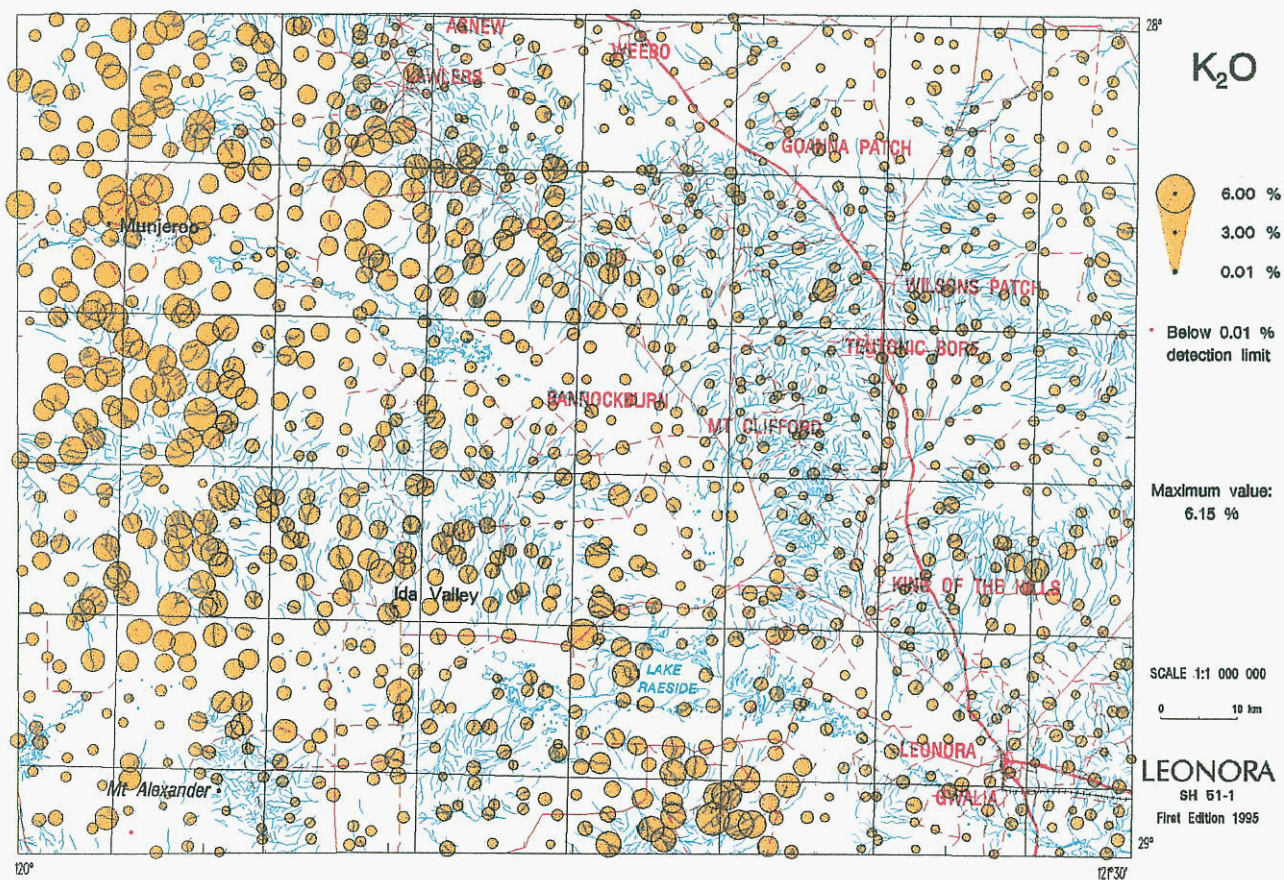 28°
AGNEW
WEEBO
LAWLERS
GOANNA PATCH
Munjeroo
WILSONS PATCH
TEUTONIC BORE
BANNOCKBURN
MT CLIFFORD
KING OF THE HILLS
Ida Valley
LAKE
RAESIDE
LEONORA
GWALIA
Mt Alexander
120°
121°30'
29°
K₂O
6.00 %
3.00 %
0.01 %
Below 0.01 %
detection limit
Maximum value:
6.15 %
SCALE 1:1 000 000
0 10 km
LEONORA
SH 51-1
First Edition 1995